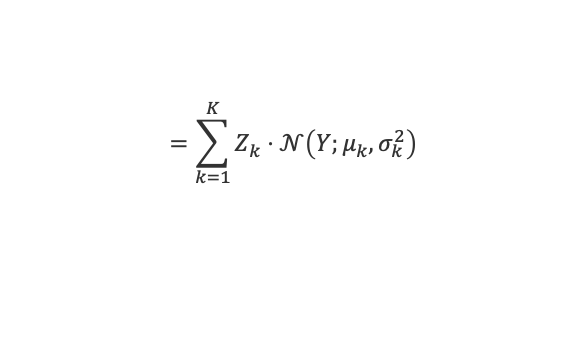 = ∑_{k=1}^{K} Z_k · 𝒩(Y; μ_k, σ_k^2)